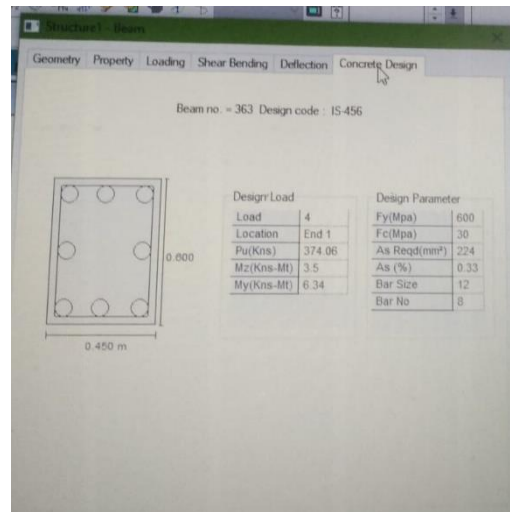 Structure1 - Beam
Geometry Property Loading Shear Bending Deflection Concrete Design
Beam no. = 363 Design code : IS-456
0.600
0.450 m
Design Load
Load 4
Location End 1
Pu(Kns) 374.06
Mz(Kns-Mt) 3.5
My(Kns-Mt) 6.34
Design Parameter
Fy(Mpa) 600
Fc(Mpa) 30
As Reqd(mm²) 224
As (%) 0.33
Bar Size 12
Bar No 8